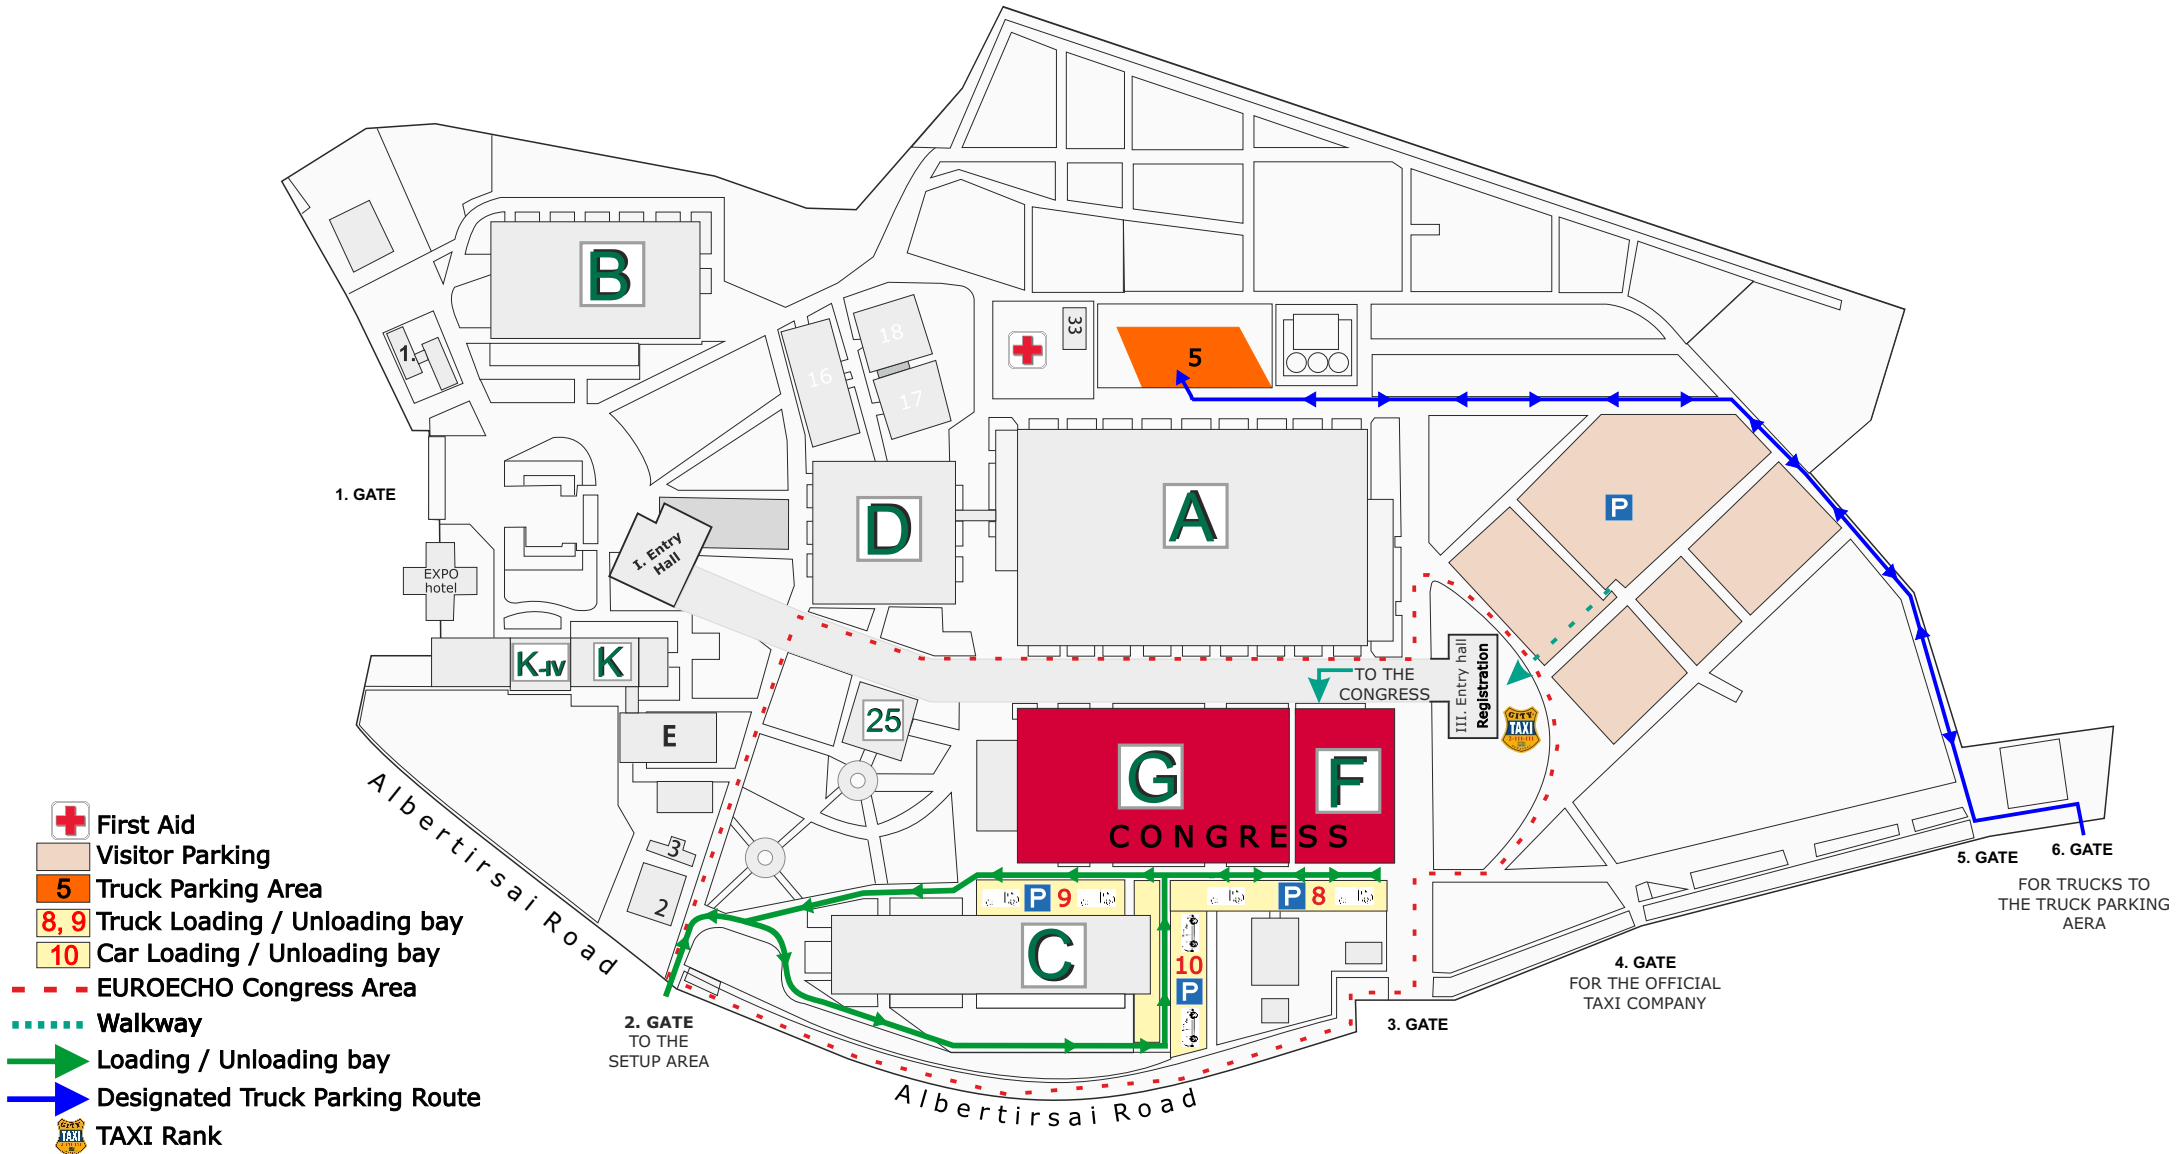 B
1.
16
18
17
33
5
1. GATE
D
A
P
I. Entry
Hall
EXPO
hotel
K-IV
K
E
25
TO THE
CONGRESS
III. Entry hall
Registration
CITY
TAXI
G
F
CONGRESS
3
2
P 9
P 8
C
10
P
Albertirsai Road
2. GATE
TO THE
SETUP AREA
Albertirsai Road
3. GATE
4. GATE
FOR THE OFFICIAL
TAXI COMPANY
5. GATE
6. GATE
FOR TRUCKS TO
THE TRUCK PARKING
AERA
First Aid
Visitor Parking
5 Truck Parking Area
8, 9 Truck Loading / Unloading bay
10 Car Loading / Unloading bay
EUROECHO Congress Area
Walkway
Loading / Unloading bay
Designated Truck Parking Route
CITY
TAXI
TAXI Rank